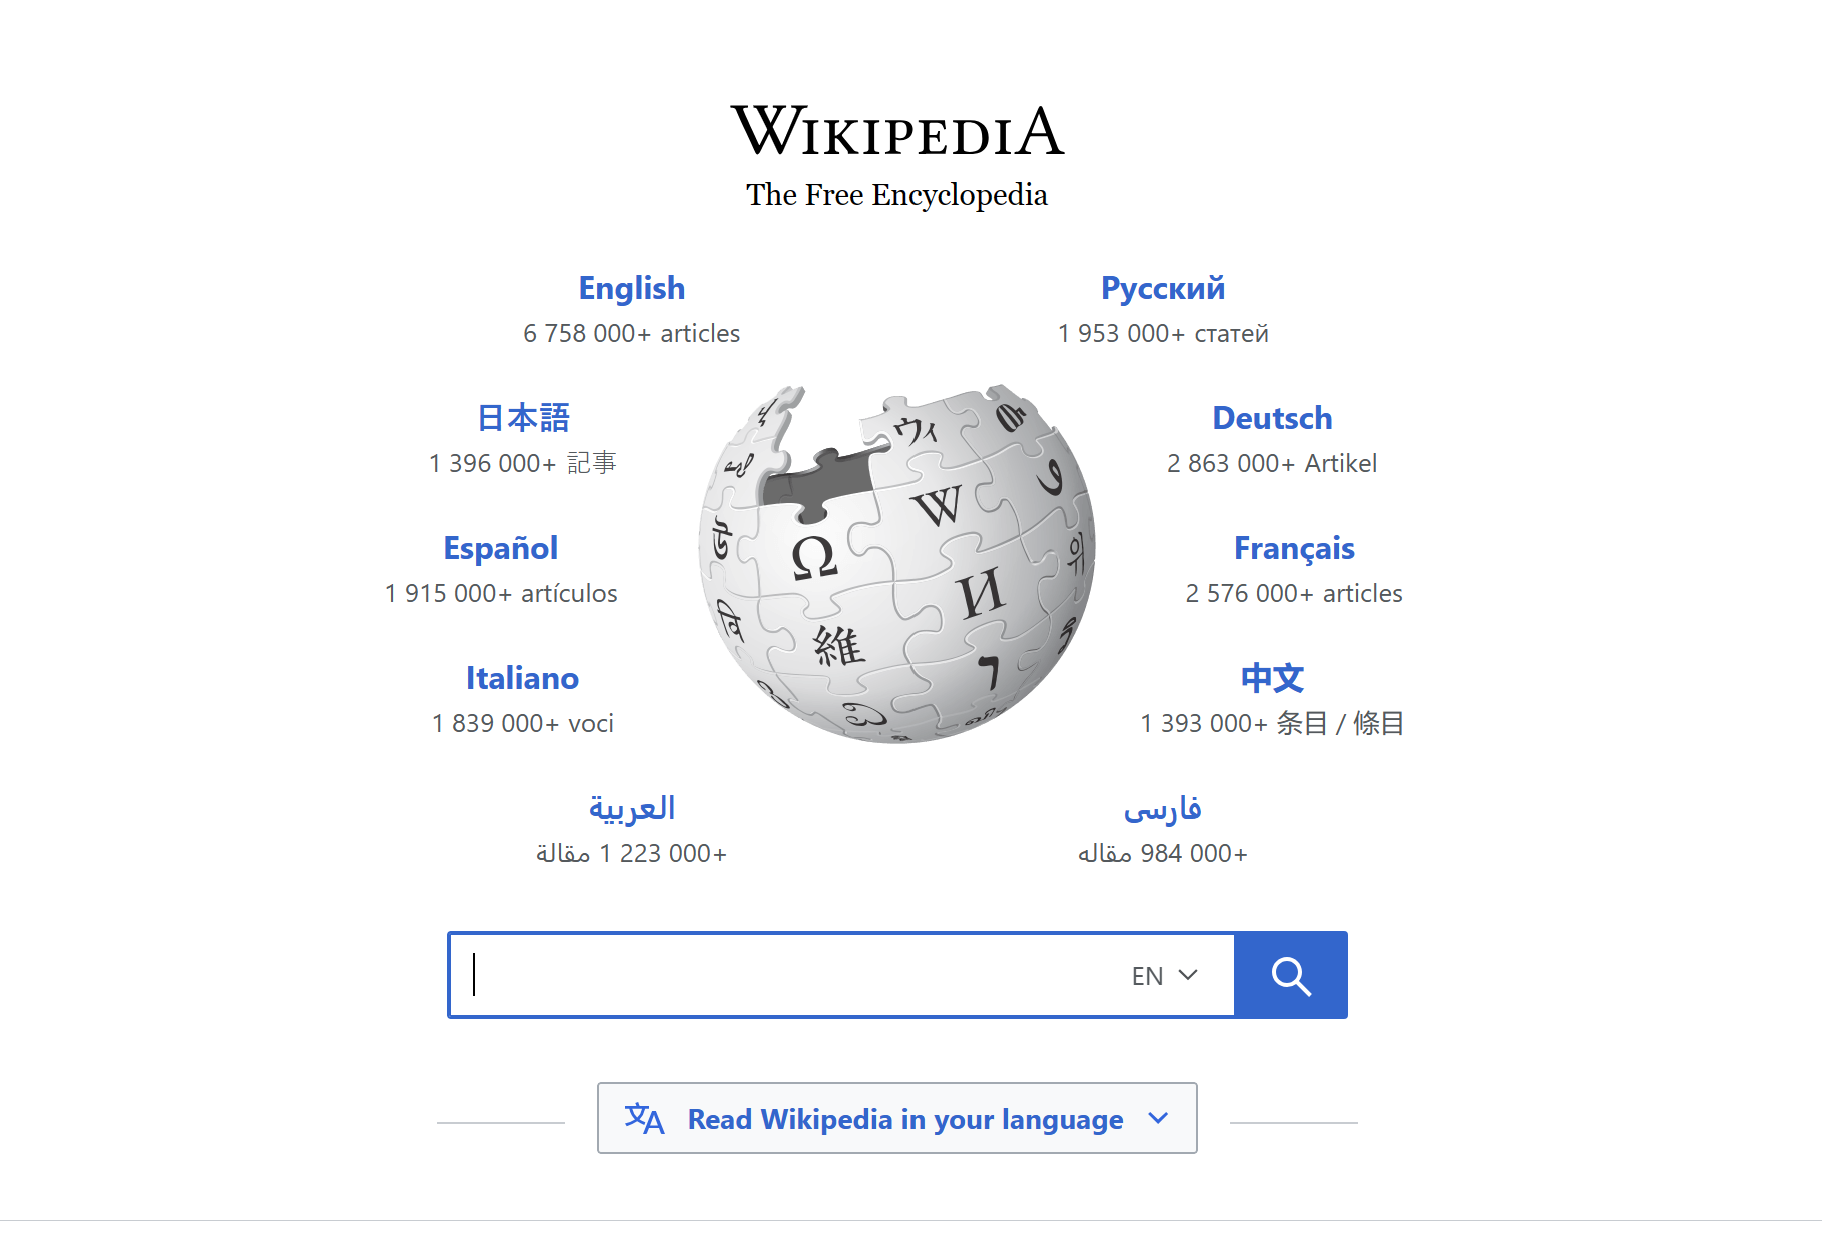 WIKIPEDIA
The Free Encyclopedia
English
6 758 000+ articles
Русский
1 953 000+ статей
日本語
1 396 000+ 記事
Deutsch
2 863 000+ Artikel
Español
1 915 000+ artículos
Français
2 576 000+ articles
Italiano
1 839 000+ voci
中文
1 393 000+ 条目 / 條目
العربية
1 223 000+ مقالة
فارسی
984 000+ مقاله
Ω
W
И
維
ウィ
EN
Read Wikipedia in your language